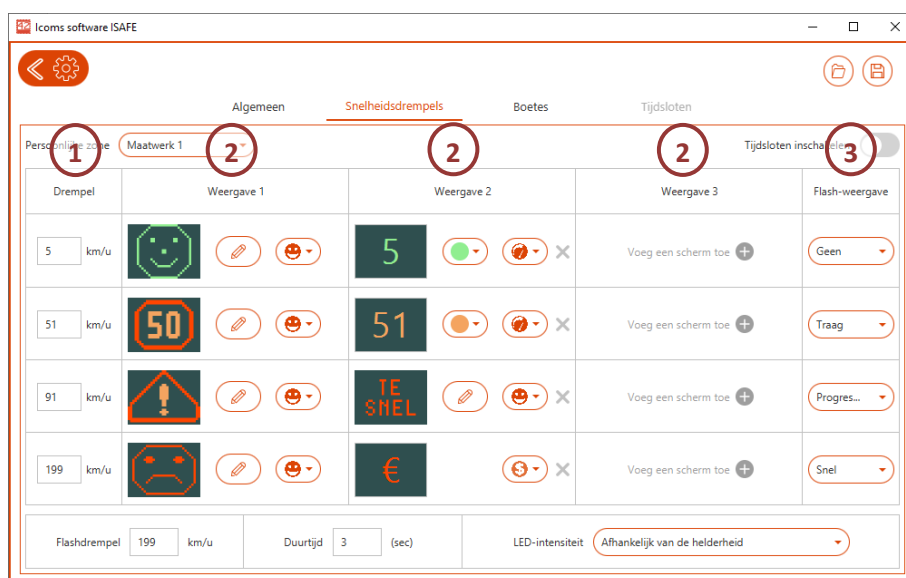 Icoms software ISAFE
Algemeen Snelheidsdrempels Boetes Tijdsloten
Persoonlijke zone Maatwerk 1 Tijdsloten inschakelen
1 2 2 2 3
Drempel Weergave 1 Weergave 2 Weergave 3 Flash-weergave
5 km/u 5 Voeg een scherm toe Geen
51 km/u 50 51 Voeg een scherm toe Traag
91 km/u ! TE Voeg een scherm toe Progres...
SNEL
199 km/u € Voeg een scherm toe Snel
Flashdrempel 199 km/u Duurtijd 3 (sec) LED-intensiteit Afhankelijk van de helderheid